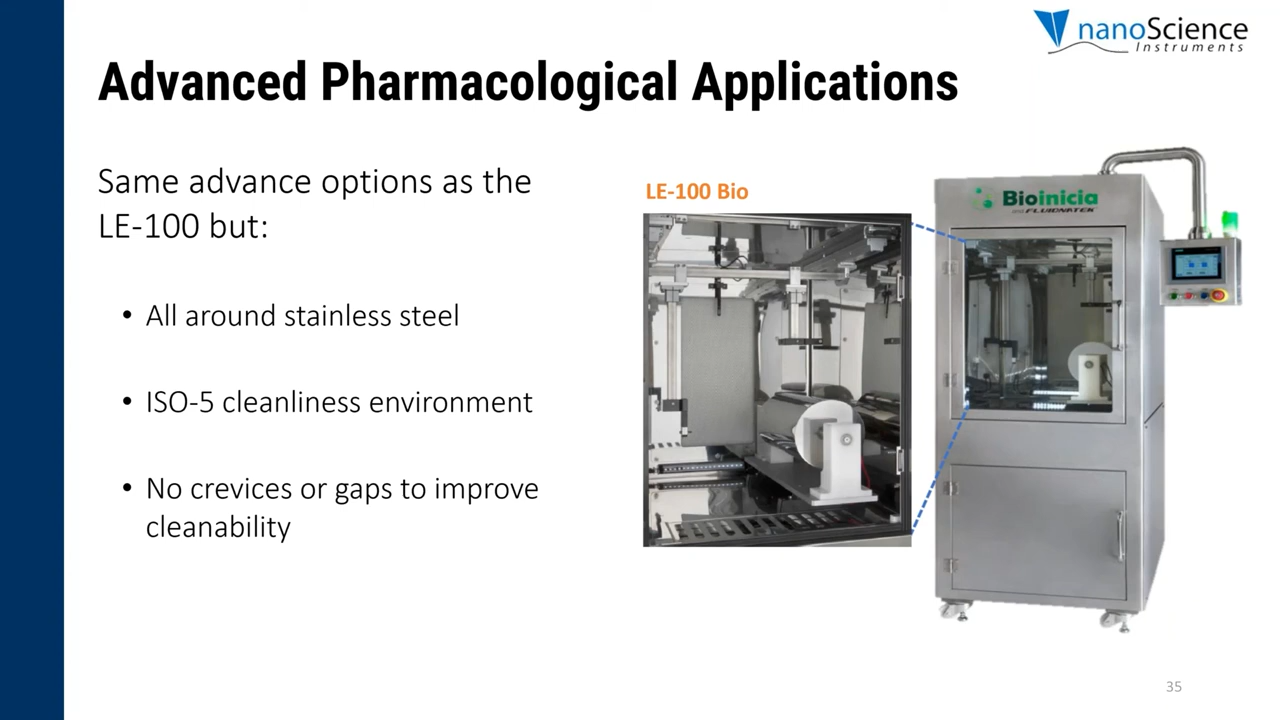 nanoScience
Instruments
Advanced Pharmacological Applications
Same advance options as the
LE-100 but:
• All around stainless steel
• ISO-5 cleanliness environment
• No crevices or gaps to improve
cleanability
LE-100 Bio
Bioinicia
FLUIDNATEK
35